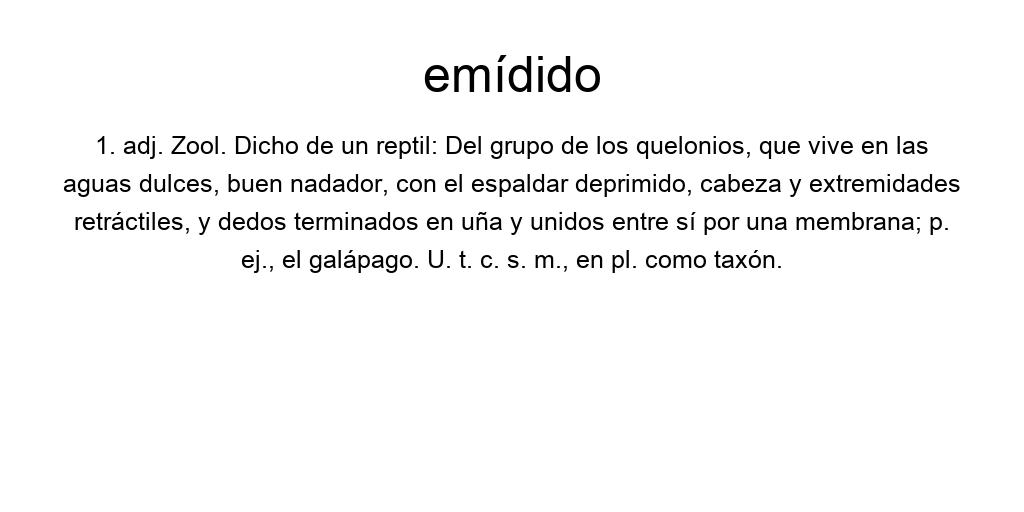 emídido
1. adj. Zool. Dicho de un reptil: Del grupo de los quelonios, que vive en las
aguas dulces, buen nadador, con el espaldar deprimido, cabeza y extremidades
retráctiles, y dedos terminados en uña y unidos entre sí por una membrana; p.
ej., el galápago. U. t. c. s. m., en pl. como taxón.